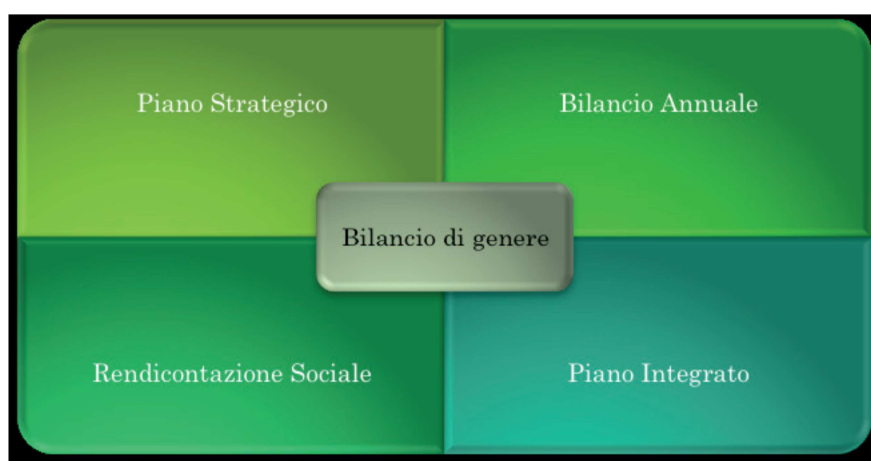 Piano Strategico
Bilancio Annuale
Bilancio di genere
Rendicontazione Sociale
Piano Integrato